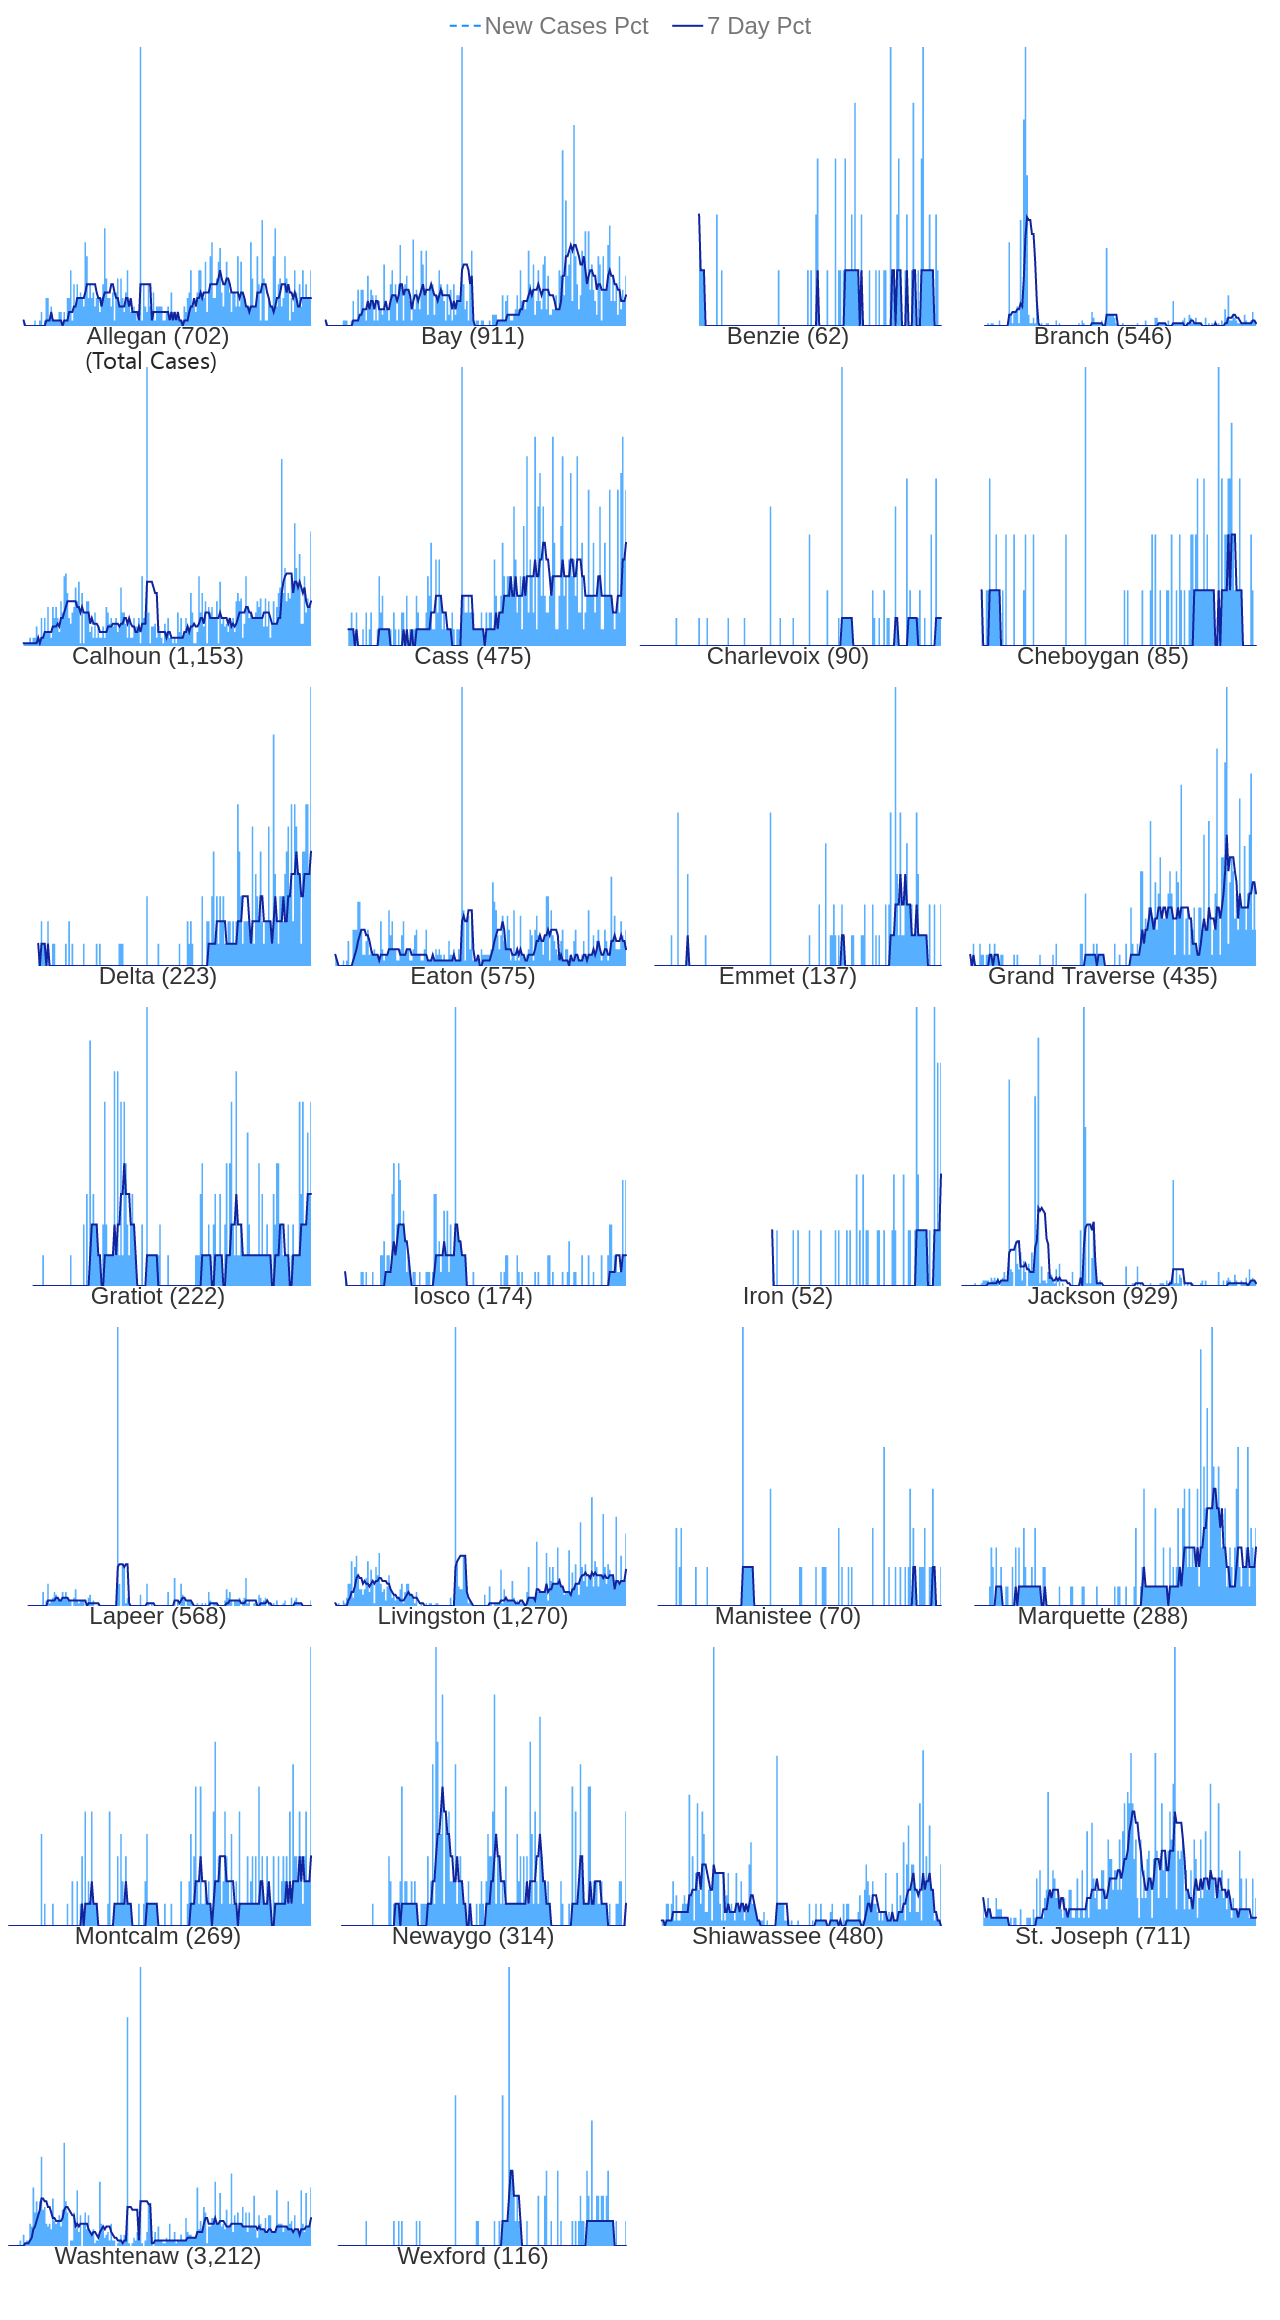 New Cases Pct 7 Day Pct
Allegan (702) Bay (911) Benzie (62) Branch (546)
(Total Cases)
Calhoun (1,153) Cass (475) Charlevoix (90) Cheboygan (85)
Delta (223) Eaton (575) Emmet (137) Grand Traverse (435)
Gratiot (222) Iosco (174) Iron (52) Jackson (929)
Lapeer (568) Livingston (1,270) Manistee (70) Marquette (288)
Montcalm (269) Newaygo (314) Shiawassee (480) St. Joseph (711)
Washtenaw (3,212) Wexford (116)